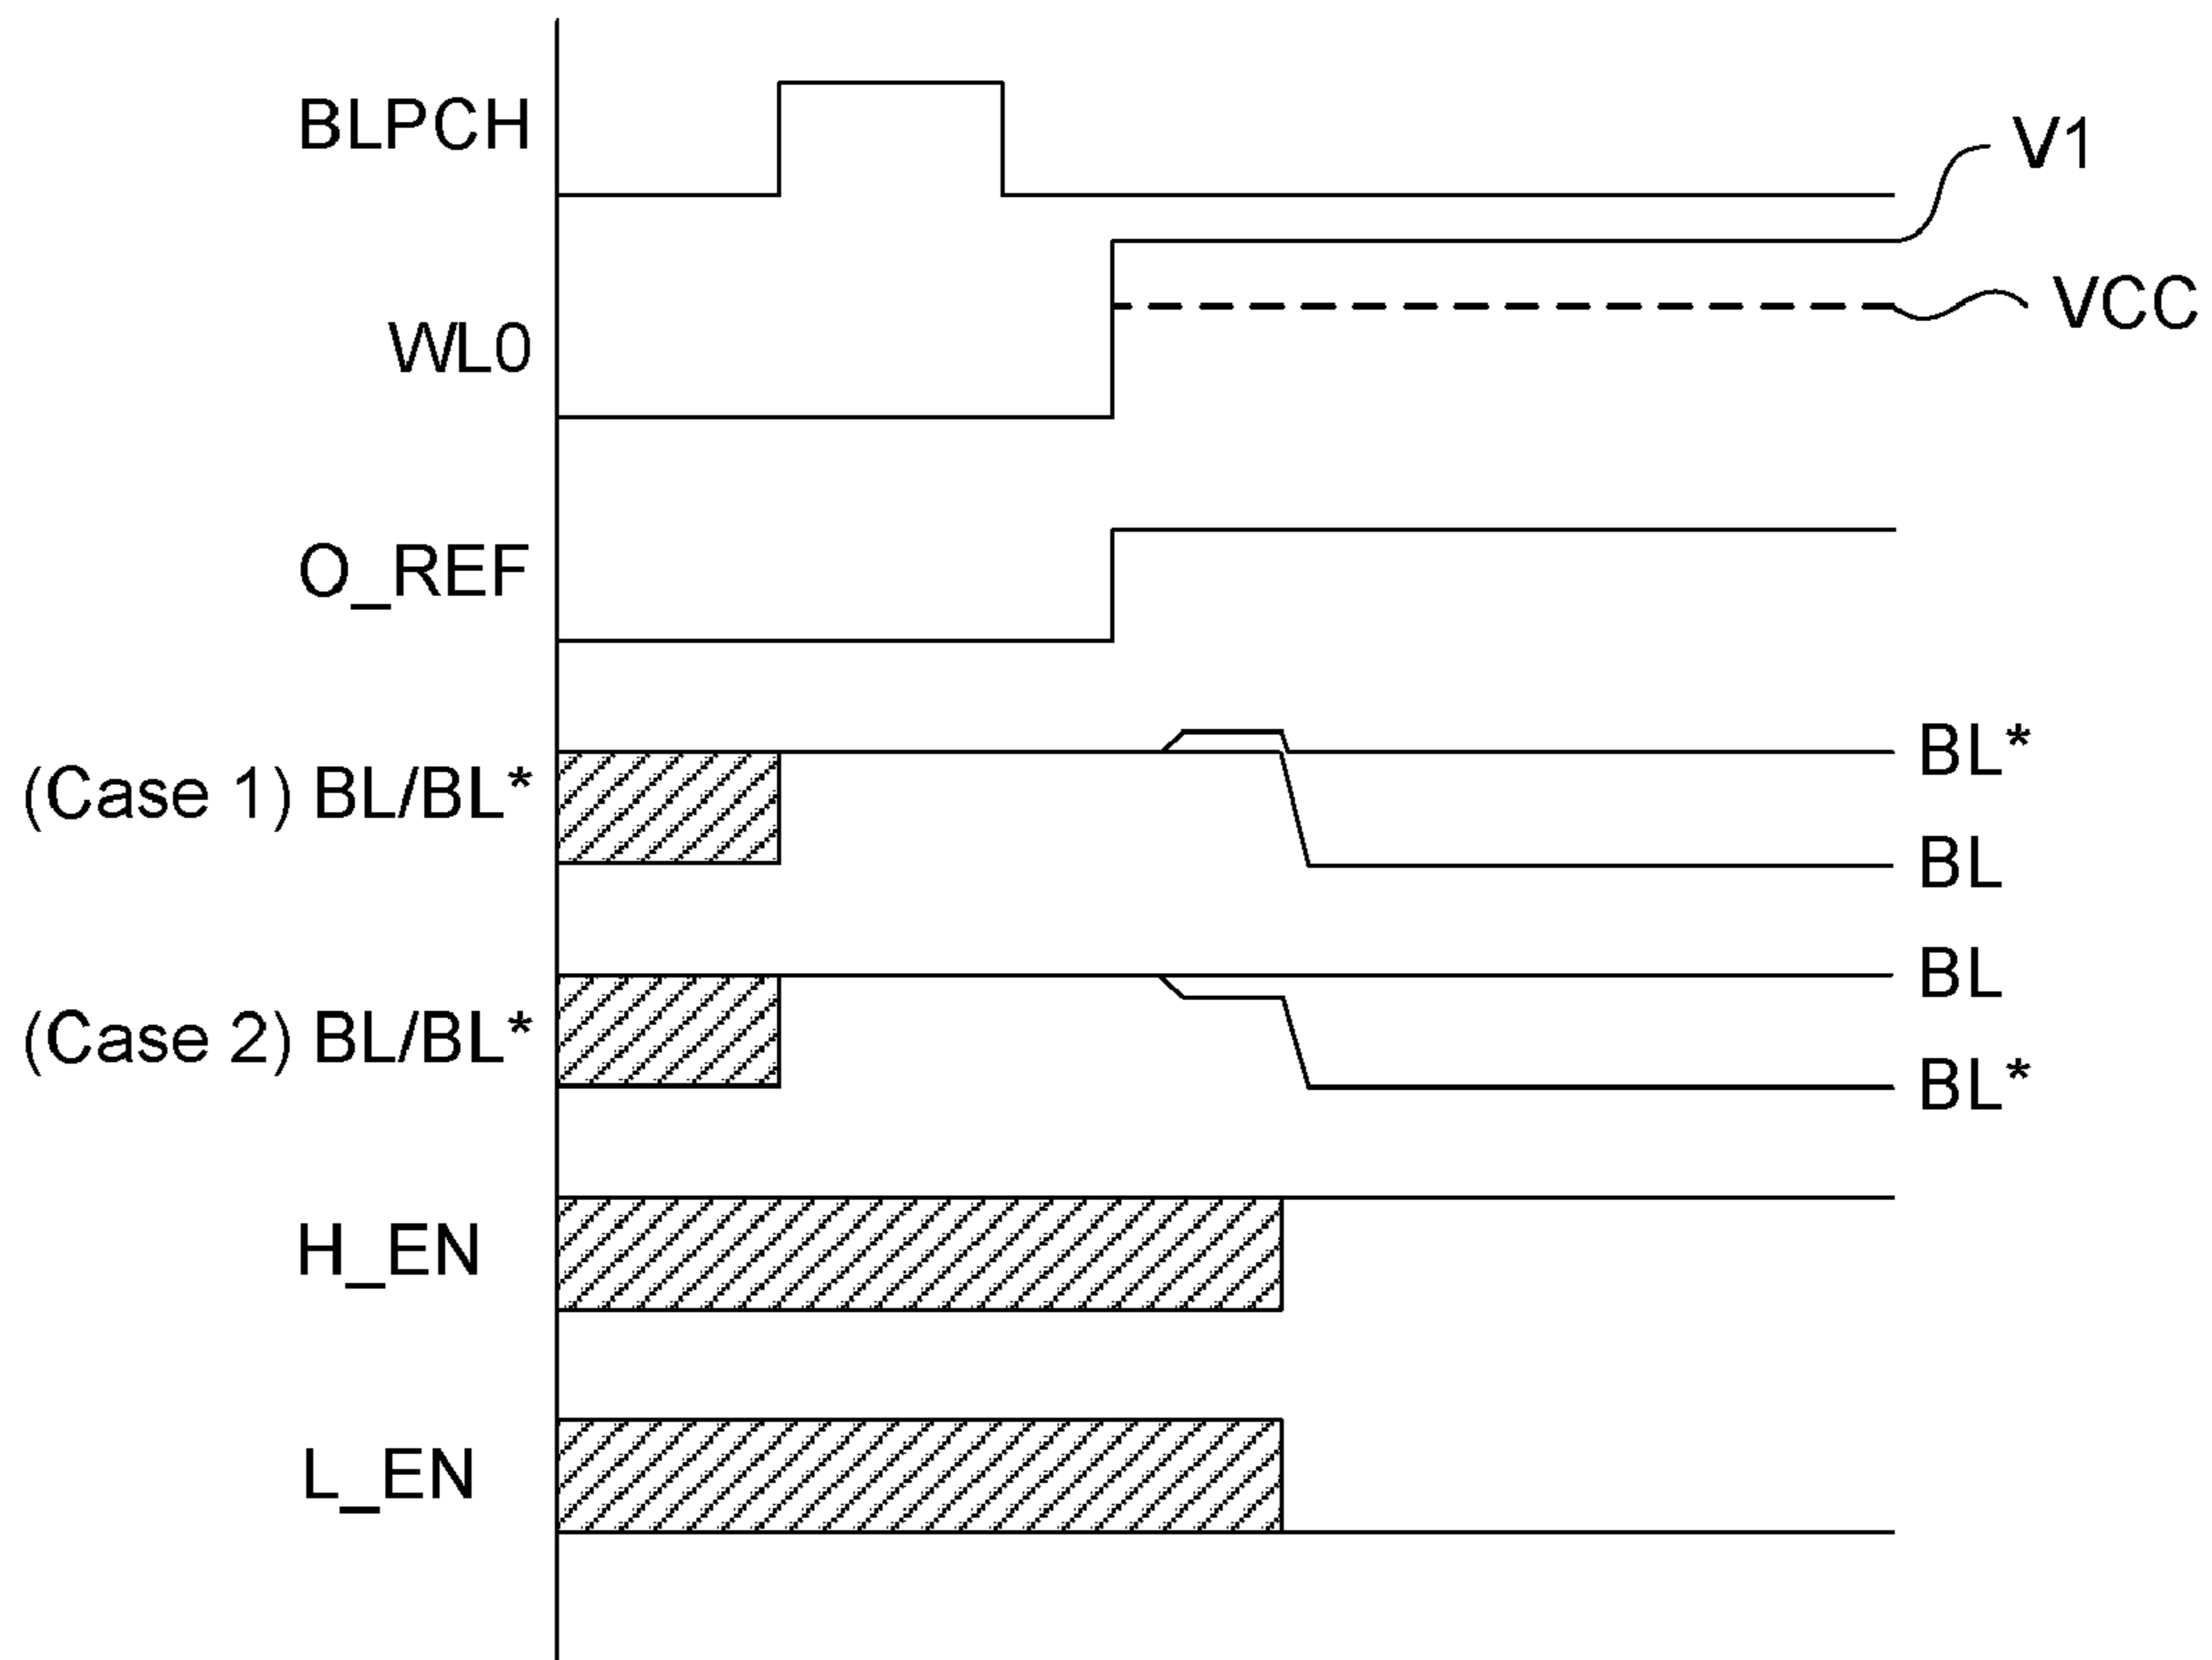 BLPCH
V1
VCC
WL0
O_REF
(Case 1) BL/BL*
BL*
BL
(Case 2) BL/BL*
BL
BL*
H_EN
L_EN